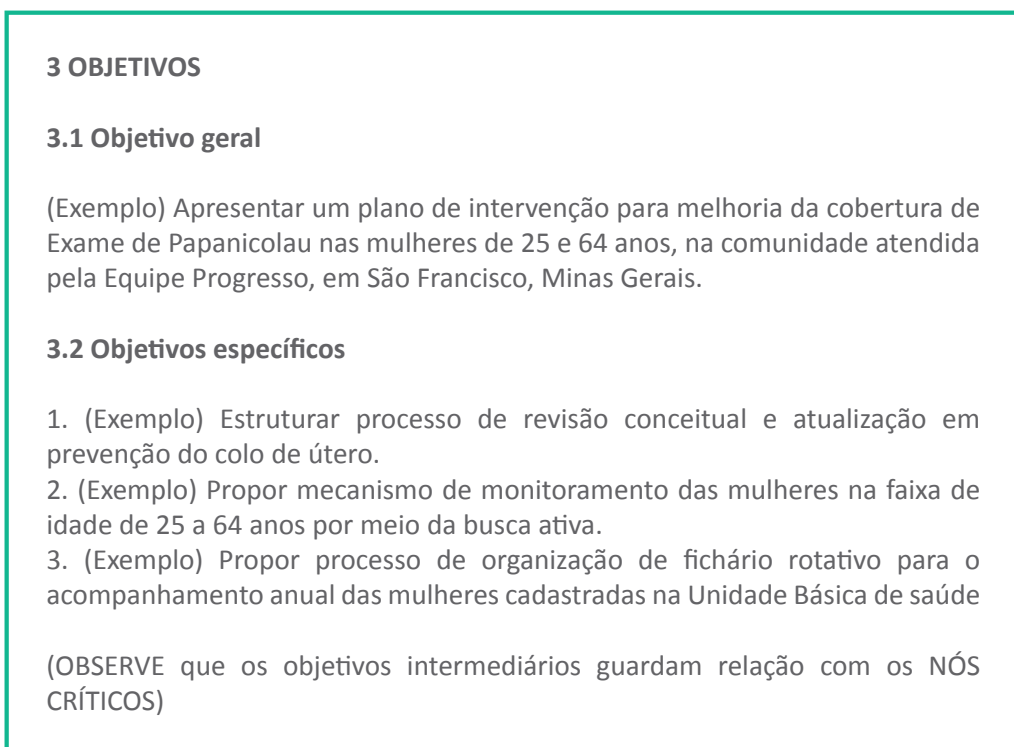 3 OBJETIVOS
3.1 Objetivo geral
(Exemplo) Apresentar um plano de intervenção para melhoria da cobertura de
Exame de Papanicolau nas mulheres de 25 e 64 anos, na comunidade atendida
pela Equipe Progresso, em São Francisco, Minas Gerais.
3.2 Objetivos específicos
1. (Exemplo) Estruturar processo de revisão conceitual e atualização em
prevenção do colo de útero.
2. (Exemplo) Propor mecanismo de monitoramento das mulheres na faixa de
idade de 25 a 64 anos por meio da busca ativa.
3. (Exemplo) Propor processo de organização de fichário rotativo para o
acompanhamento anual das mulheres cadastradas na Unidade Básica de saúde
(OBSERVE que os objetivos intermediários guardam relação com os NÓS
CRÍTICOS)